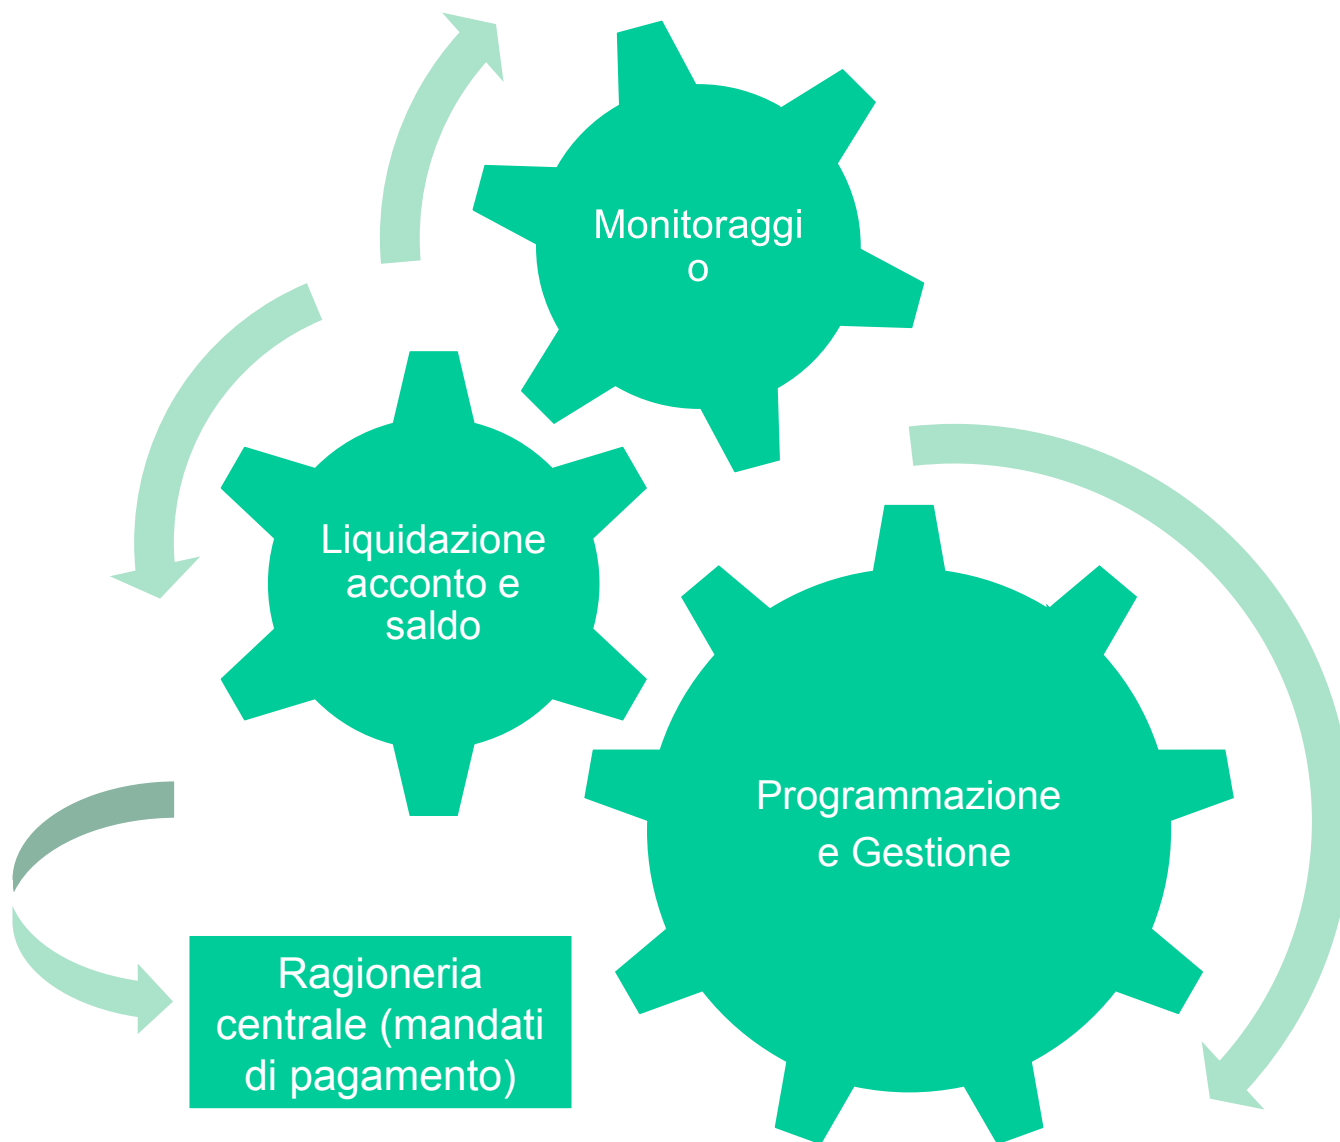 Monitoraggi
o
Liquidazione
acconto e
saldo
Programmazione
e Gestione
Ragioneria
centrale (mandati
di pagamento)